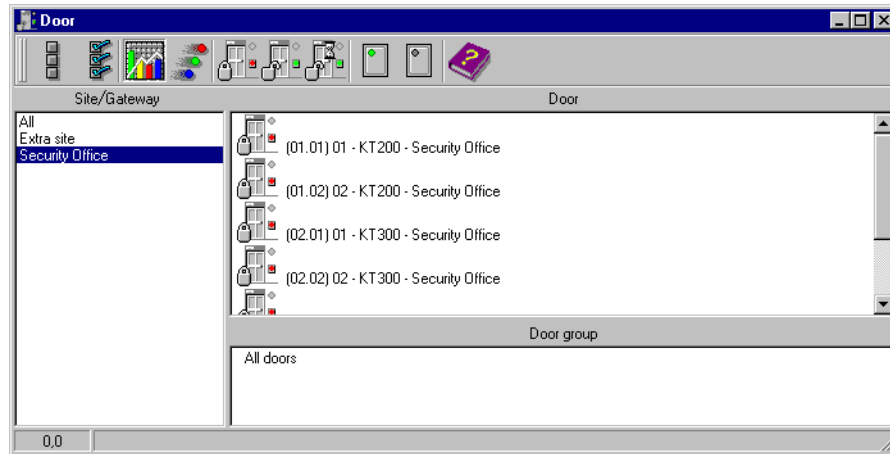 Door
Site/Gateway
Door
All
Extra site
Security Office
(01.01) 01 - KT200 - Security Office
(01.02) 02 - KT200 - Security Office
(02.01) 01 - KT300 - Security Office
(02.02) 02 - KT300 - Security Office
Door group
All doors
0,0